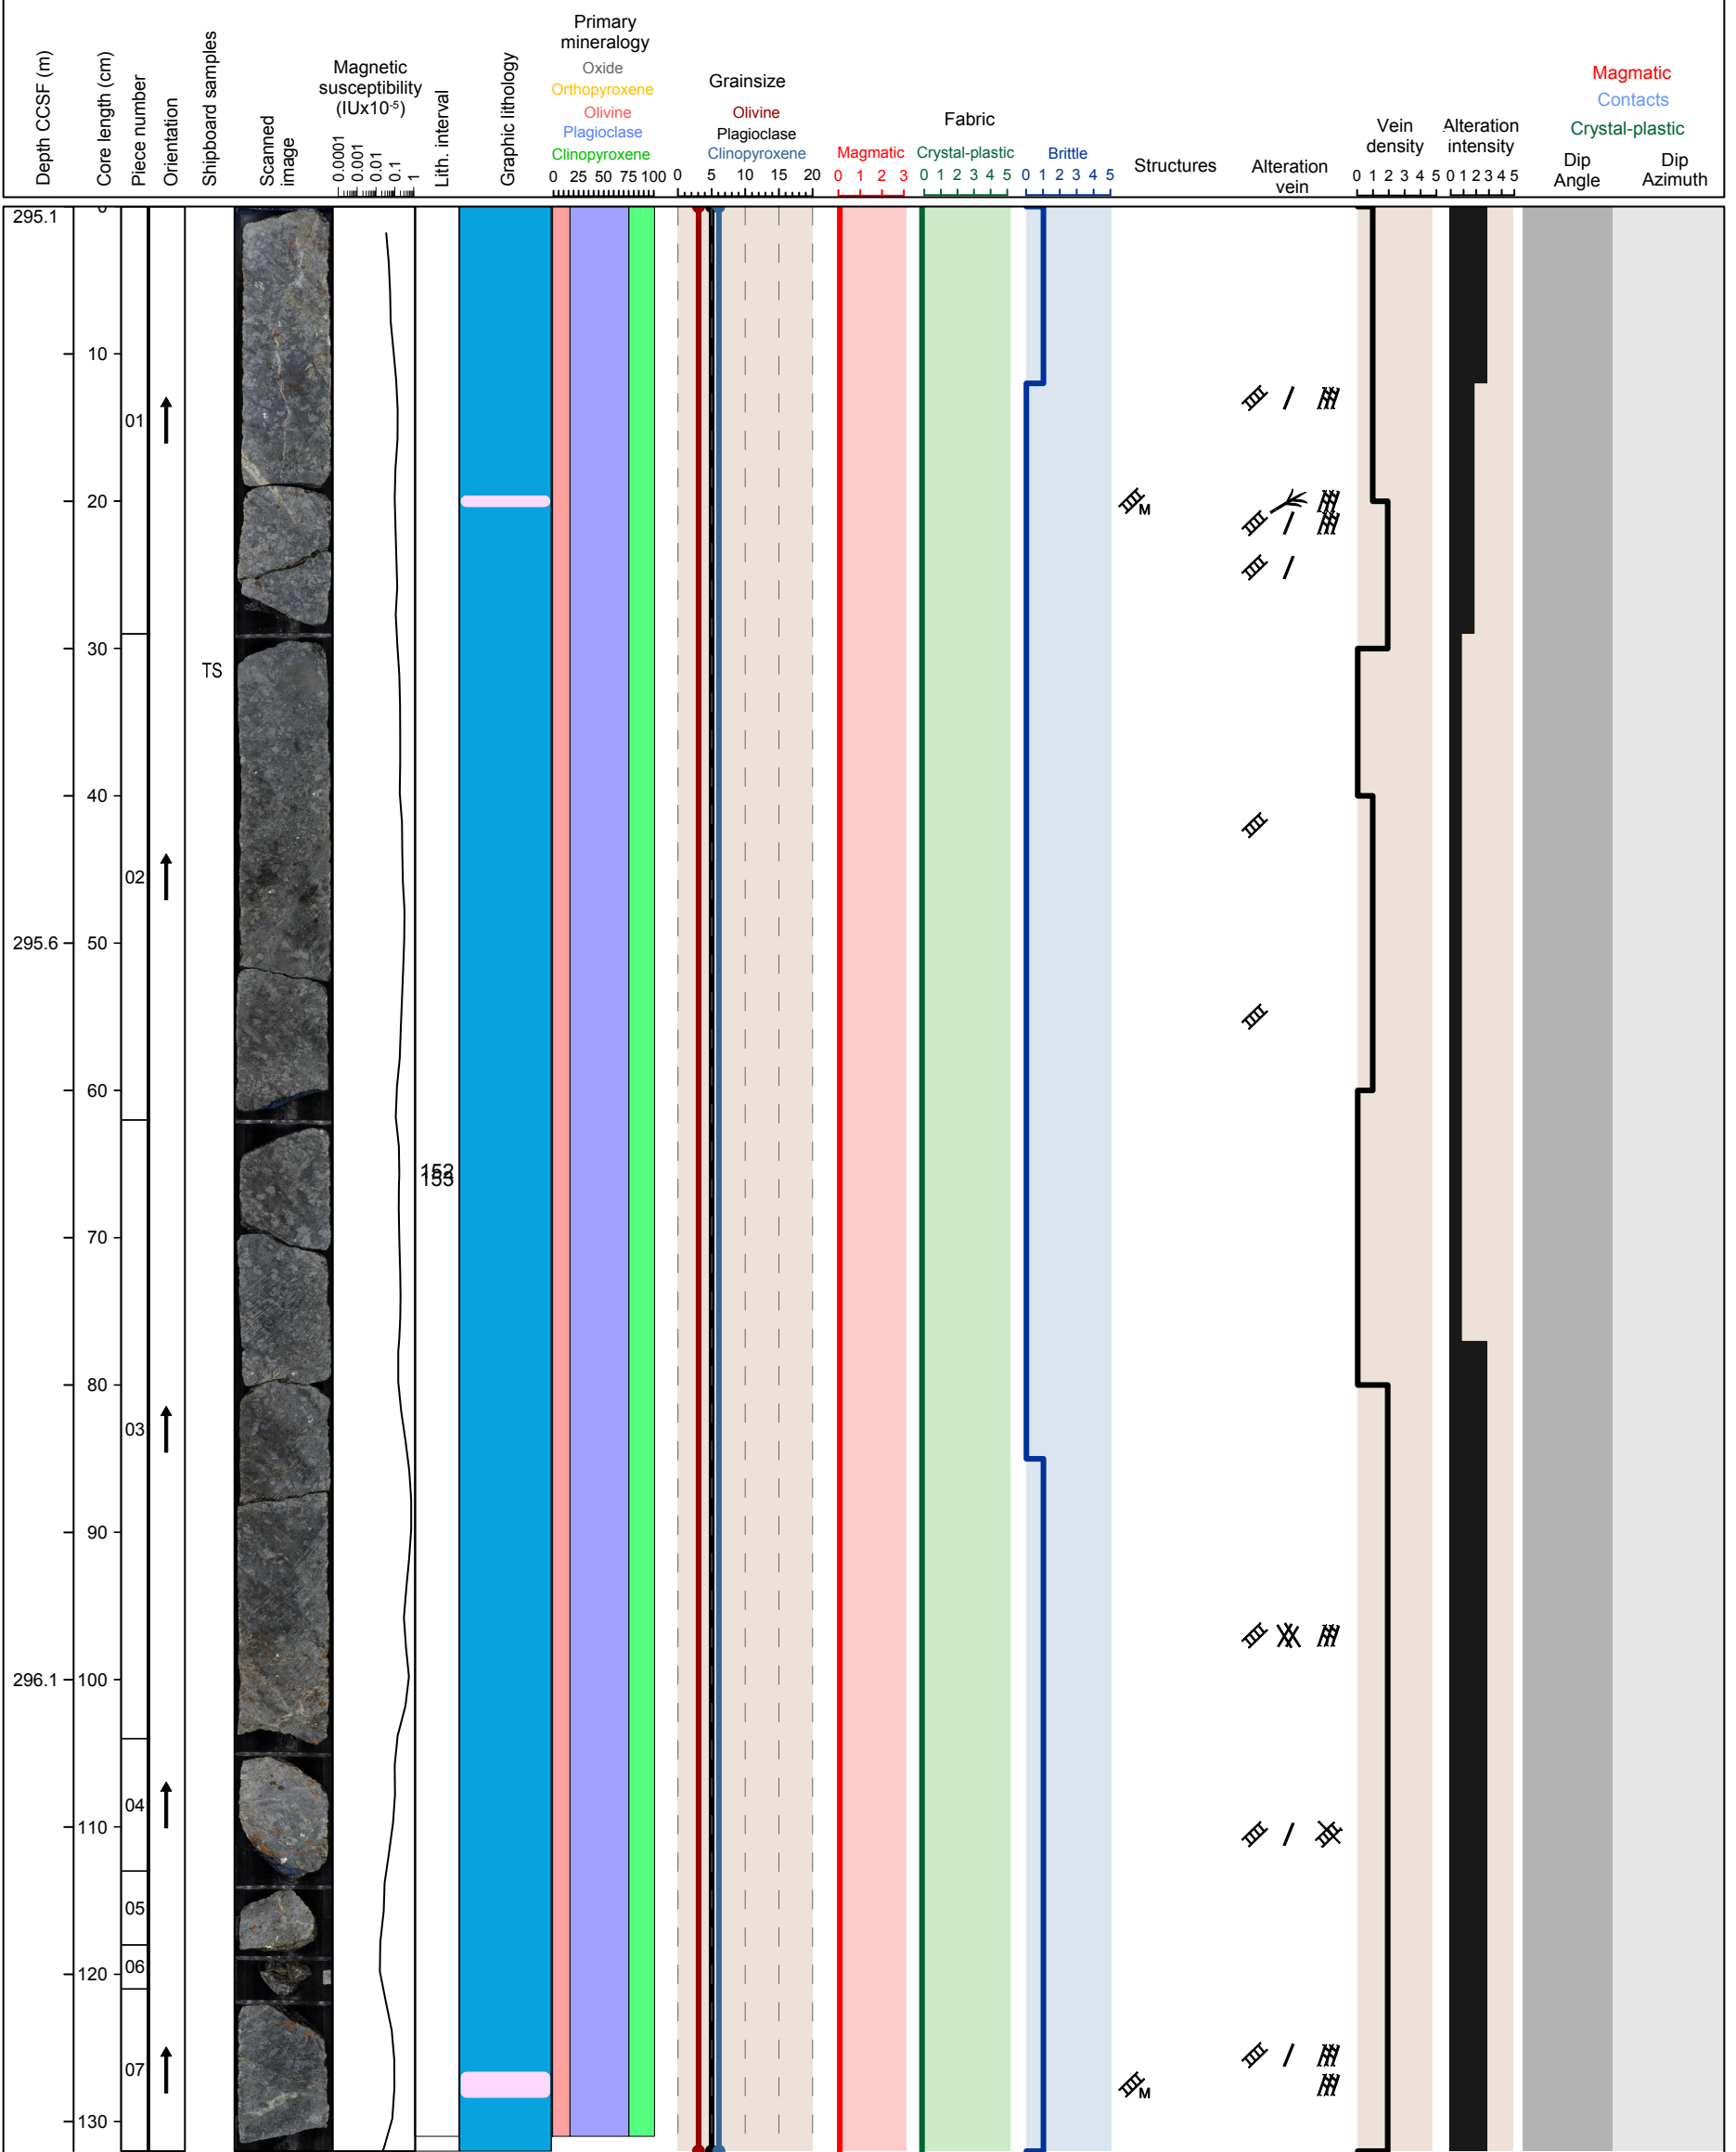 Depth CCSF (m)
Core length (cm)
Piece number
Orientation
Shipboard samples
Scanned
image
Magnetic
susceptibility
(IUx10-5)
0.0001
0.001
0.01
0.1
1
Lith. interval
Graphic lithology
Primary
mineralogy
Oxide
Orthopyroxene
Olivine
Plagioclase
Clinopyroxene
0 25 50 75 100
Grainsize
Olivine
Plagioclase
Clinopyroxene
0 5 10 15 20
Fabric
Magmatic
0 1 2 3
Crystal-plastic
0 1 2 3 4 5
Brittle
0 1 2 3 4 5
Structures
Alteration
vein
Vein
density
0 1 2 3 4 5
Alteration
intensity
0 1 2 3 4 5
Magmatic
Contacts
Crystal-plastic
Dip
Angle
Dip
Azimuth
295.1
0
10
01
20
M
30
TS
40
02
295.6
50
60
152
153
70
80
03
90
296.1
100
04
110
05
06
120
07
M
130